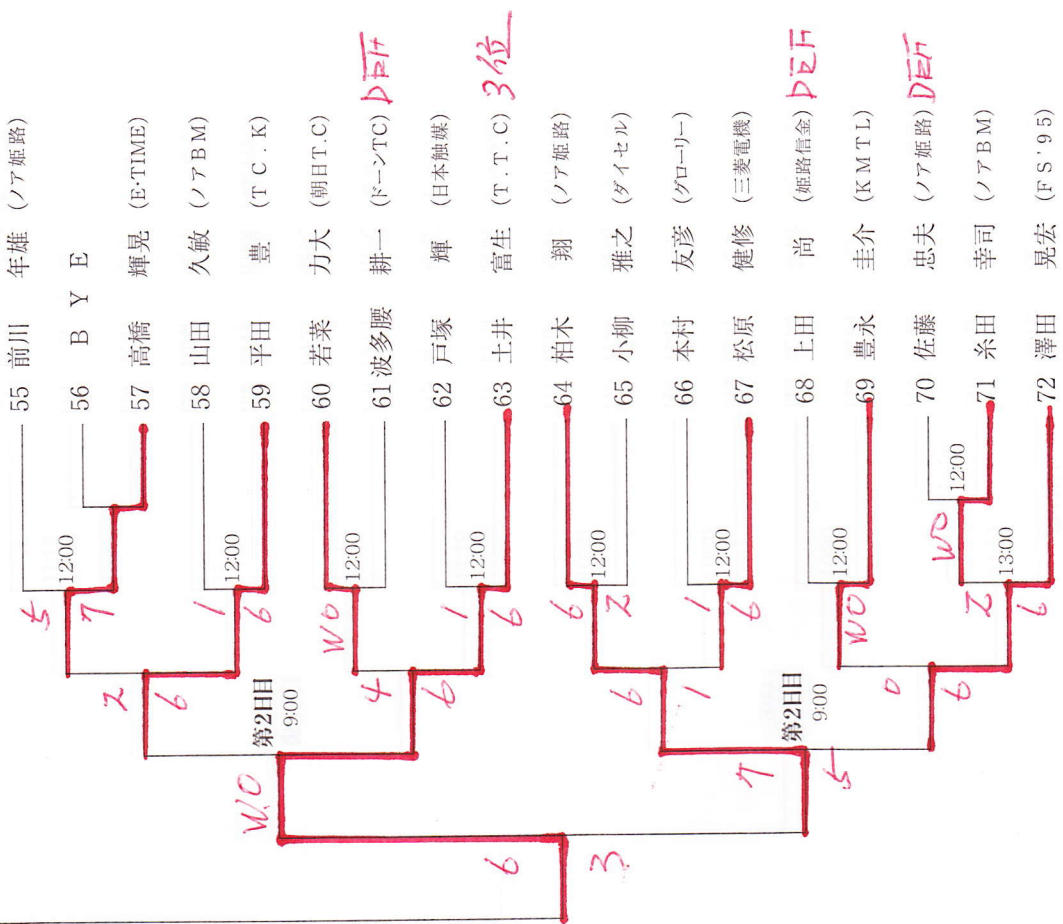 55 前川 年雄 (ノア姫路)
56 B Y E
57 高橋 輝晃 (E・TIME)
58 山田 久敏 (ノアBM)
59 平田 豊 (T C . K)
60 若菜 力大 (朝日T.C)
61 波多腰 耕一 (ドーンTC) DEF
62 戸塚 輝 (日本触媒)
63 土井 富生 (T . T . C) 3位
64 柏木 翔 (ノア姫路)
65 小柳 雅之 (ダイセル)
66 本村 友彦 (グローリー)
67 松原 健修 (三菱電機)
68 上田 尚 (姫路信金) DEF
69 豊永 圭介 (KMTL)
70 佐藤 忠夫 (ノア姫路) DEF
71 糸田 幸司 (ノアBM)
72 澤田 晃宏 (FS'95)
12:00
12:00
12:00
12:00
12:00
12:00
12:00
12:00
13:00
5
7
1
6
WO
1
6
6
2
1
6
WO
WO
2
6
2
6
4
6
6
1
0
6
第2日目
9:00
第2日目
9:00
W.O
7
5
6
3